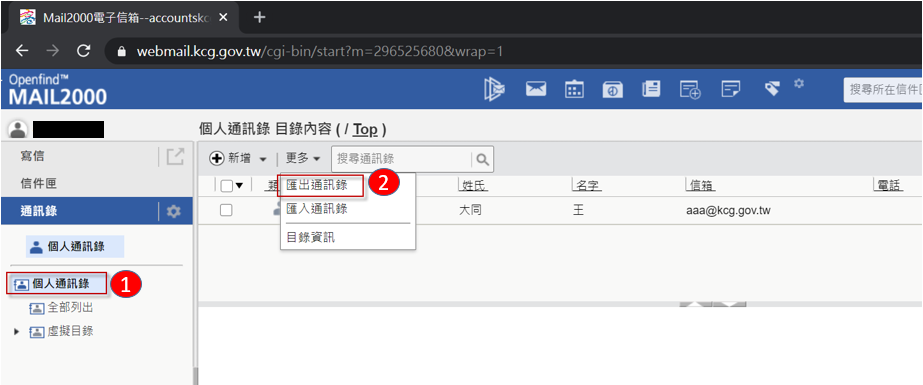 Mail2000電子信箱--accountsko
webmail.kcg.gov.tw/cgi-bin/start?m=296525680&wrap=1
Openfind™
MAIL2000
搜尋所在信件匣
個人通訊錄 目錄內容 ( / Top )
寫信
信件匣
通訊錄
個人通訊錄
個人通訊錄 1
全部列出
虛擬目錄
新增 更多 搜尋通訊錄
匯出通訊錄 2
匯入通訊錄
目錄資訊
類 姓氏 名字 信箱 電話
大同 王 aaa@kcg.gov.tw